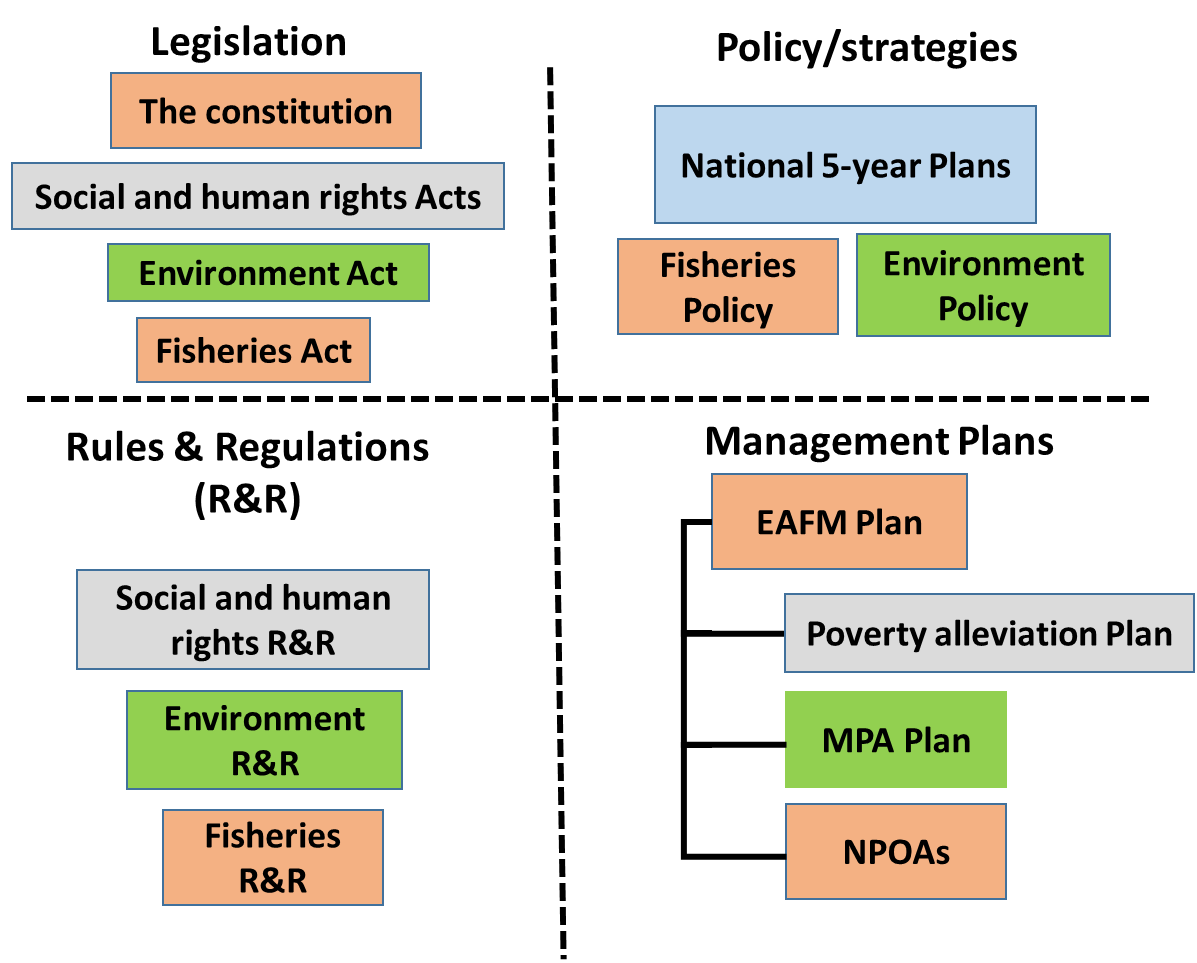 Legislation
The constitution
Social and human rights Acts
Environment Act
Fisheries Act
Policy/strategies
National 5-year Plans
Fisheries
Policy
Environment
Policy
Rules & Regulations
(R&R)
Social and human
rights R&R
Environment
R&R
Fisheries
R&R
Management Plans
EAFM Plan
Poverty alleviation Plan
MPA Plan
NPOAs